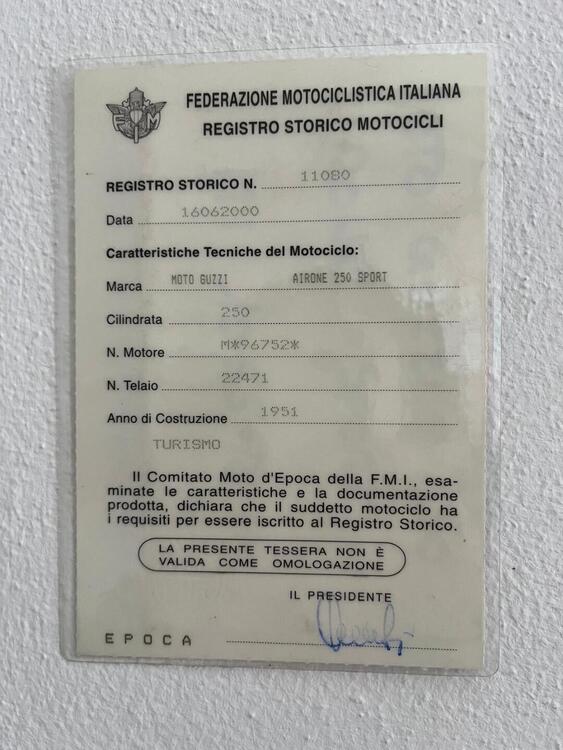 FMI
FEDERAZIONE MOTOCICLISTICA ITALIANA
REGISTRO STORICO MOTOCICLI
REGISTRO STORICO N. 11080
Data 16062000
Caratteristiche Tecniche del Motociclo:
Marca MOTO GUZZI AIRONE 250 SPORT
Cilindrata 250
N. Motore M*96752*
N. Telaio 22471
Anno di Costruzione 1951
TURISMO
Il Comitato Moto d'Epoca della F.M.I., esa-
minate le caratteristiche e la documentazione
prodotta, dichiara che il suddetto motociclo ha
i requisiti per essere iscritto al Registro Storico.
LA PRESENTE TESSERA NON È
VALIDA COME OMOLOGAZIONE
IL PRESIDENTE
EPOCA